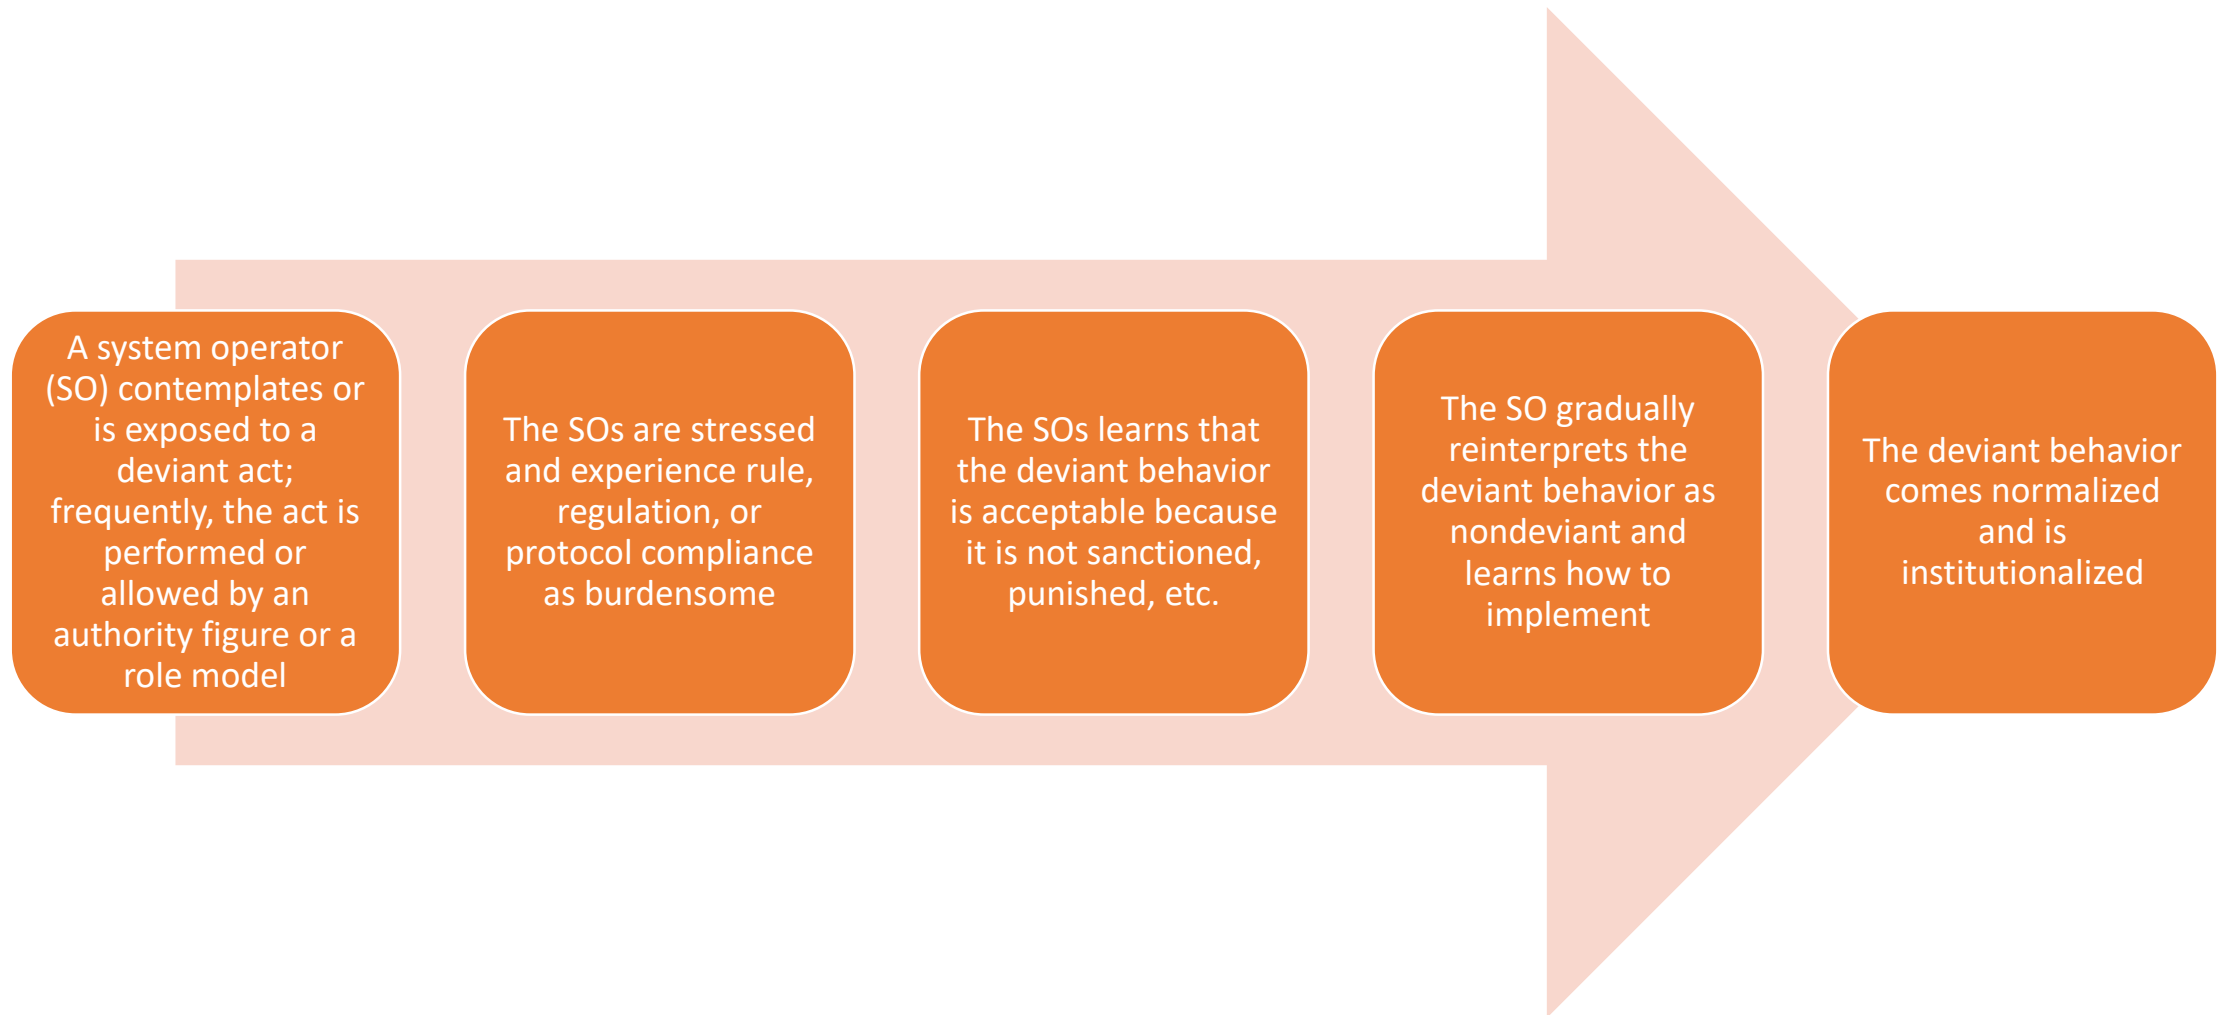 A system operator
(SO) contemplates or
is exposed to a
deviant act;
frequently, the act is
performed or
allowed by an
authority figure or a
role model
The SOs are stressed
and experience rule,
regulation, or
protocol compliance
as burdensome
The SOs learns that
the deviant behavior
is acceptable because
it is not sanctioned,
punished, etc.
The SO gradually
reinterprets the
deviant behavior as
nondeviant and
learns how to
implement
The deviant behavior
comes normalized
and is
institutionalized